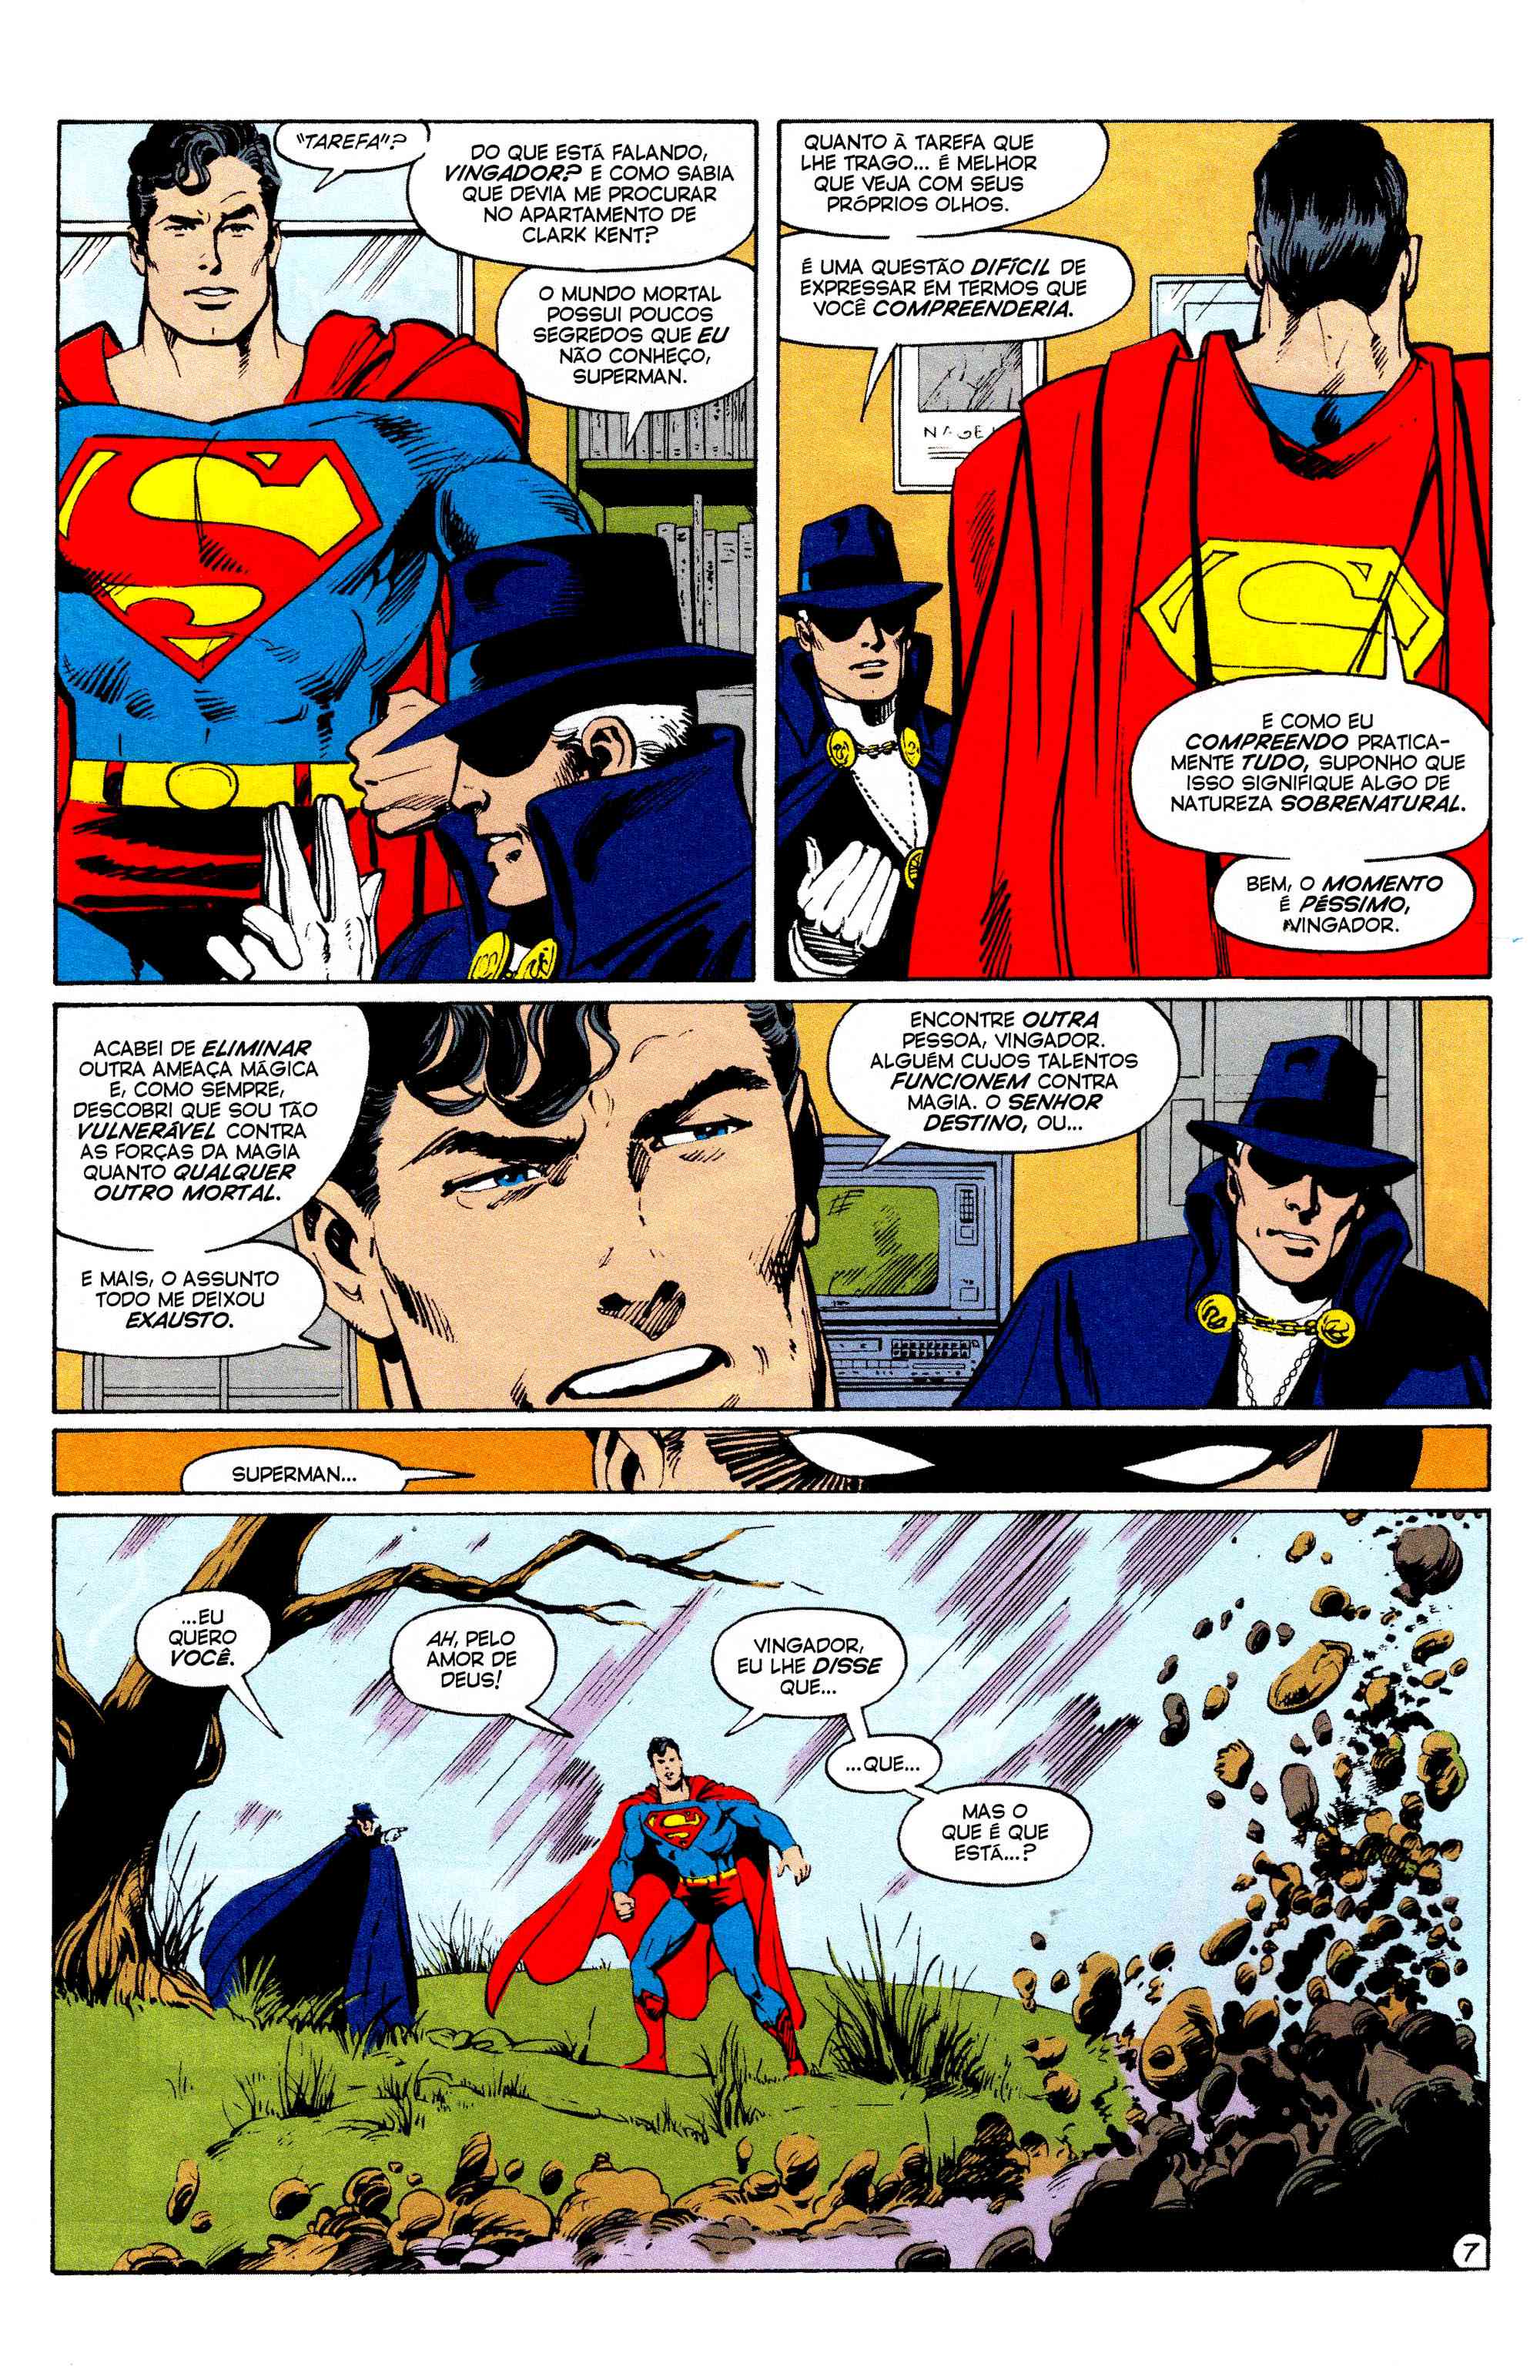 "TAREFA"?
DO QUE ESTÁ FALANDO,
VINGADOR? E COMO SABIA
QUE DEVIA ME PROCURAR
NO APARTAMENTO DE
CLARK KENT?
O MUNDO MORTAL
POSSUI POUCOS
SEGREDOS QUE EU
NÃO CONHEÇO,
SUPERMAN.
QUANTO À TAREFA QUE
LHE TRAGO... É MELHOR
QUE VEJA COM SEUS
PRÓPRIOS OLHOS.
É UMA QUESTÃO DIFÍCIL DE
EXPRESSAR EM TERMOS QUE
VOCÊ COMPREENDERIA.
NAGE
E COMO EU
COMPREENDO PRATICA-
MENTE TUDO, SUPONHO QUE
ISSO SIGNIFIQUE ALGO DE
NATUREZA SOBRENATURAL.
BEM, O MOMENTO
É PÉSSIMO,
VINGADOR.
ACABEI DE ELIMINAR
OUTRA AMEAÇA MÁGICA
E, COMO SEMPRE,
DESCOBRI QUE SOU TÃO
VULNERÁVEL CONTRA
AS FORÇAS DA MAGIA
QUANTO QUALQUER
OUTRO MORTAL.
E MAIS, O ASSUNTO
TODO ME DEIXOU
EXAUSTO.
ENCONTRE OUTRA
PESSOA, VINGADOR.
ALGUÉM CUJOS TALENTOS
FUNCIONEM CONTRA
MAGIA. O SENHOR
DESTINO, OU...
SUPERMAN...
...EU
QUERO
VOCÊ.
AH, PELO
AMOR DE
DEUS!
VINGADOR,
EU LHE DISSE
QUE...
...QUE...
MAS O
QUE É QUE
ESTÁ...?
7